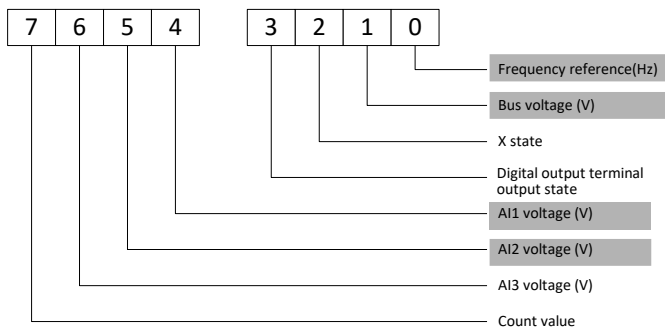 7 6 5 4 3 2 1 0
Frequency reference(Hz)
Bus voltage (V)
X state
Digital output terminal
output state
AI1 voltage (V)
AI2 voltage (V)
AI3 voltage (V)
Count value